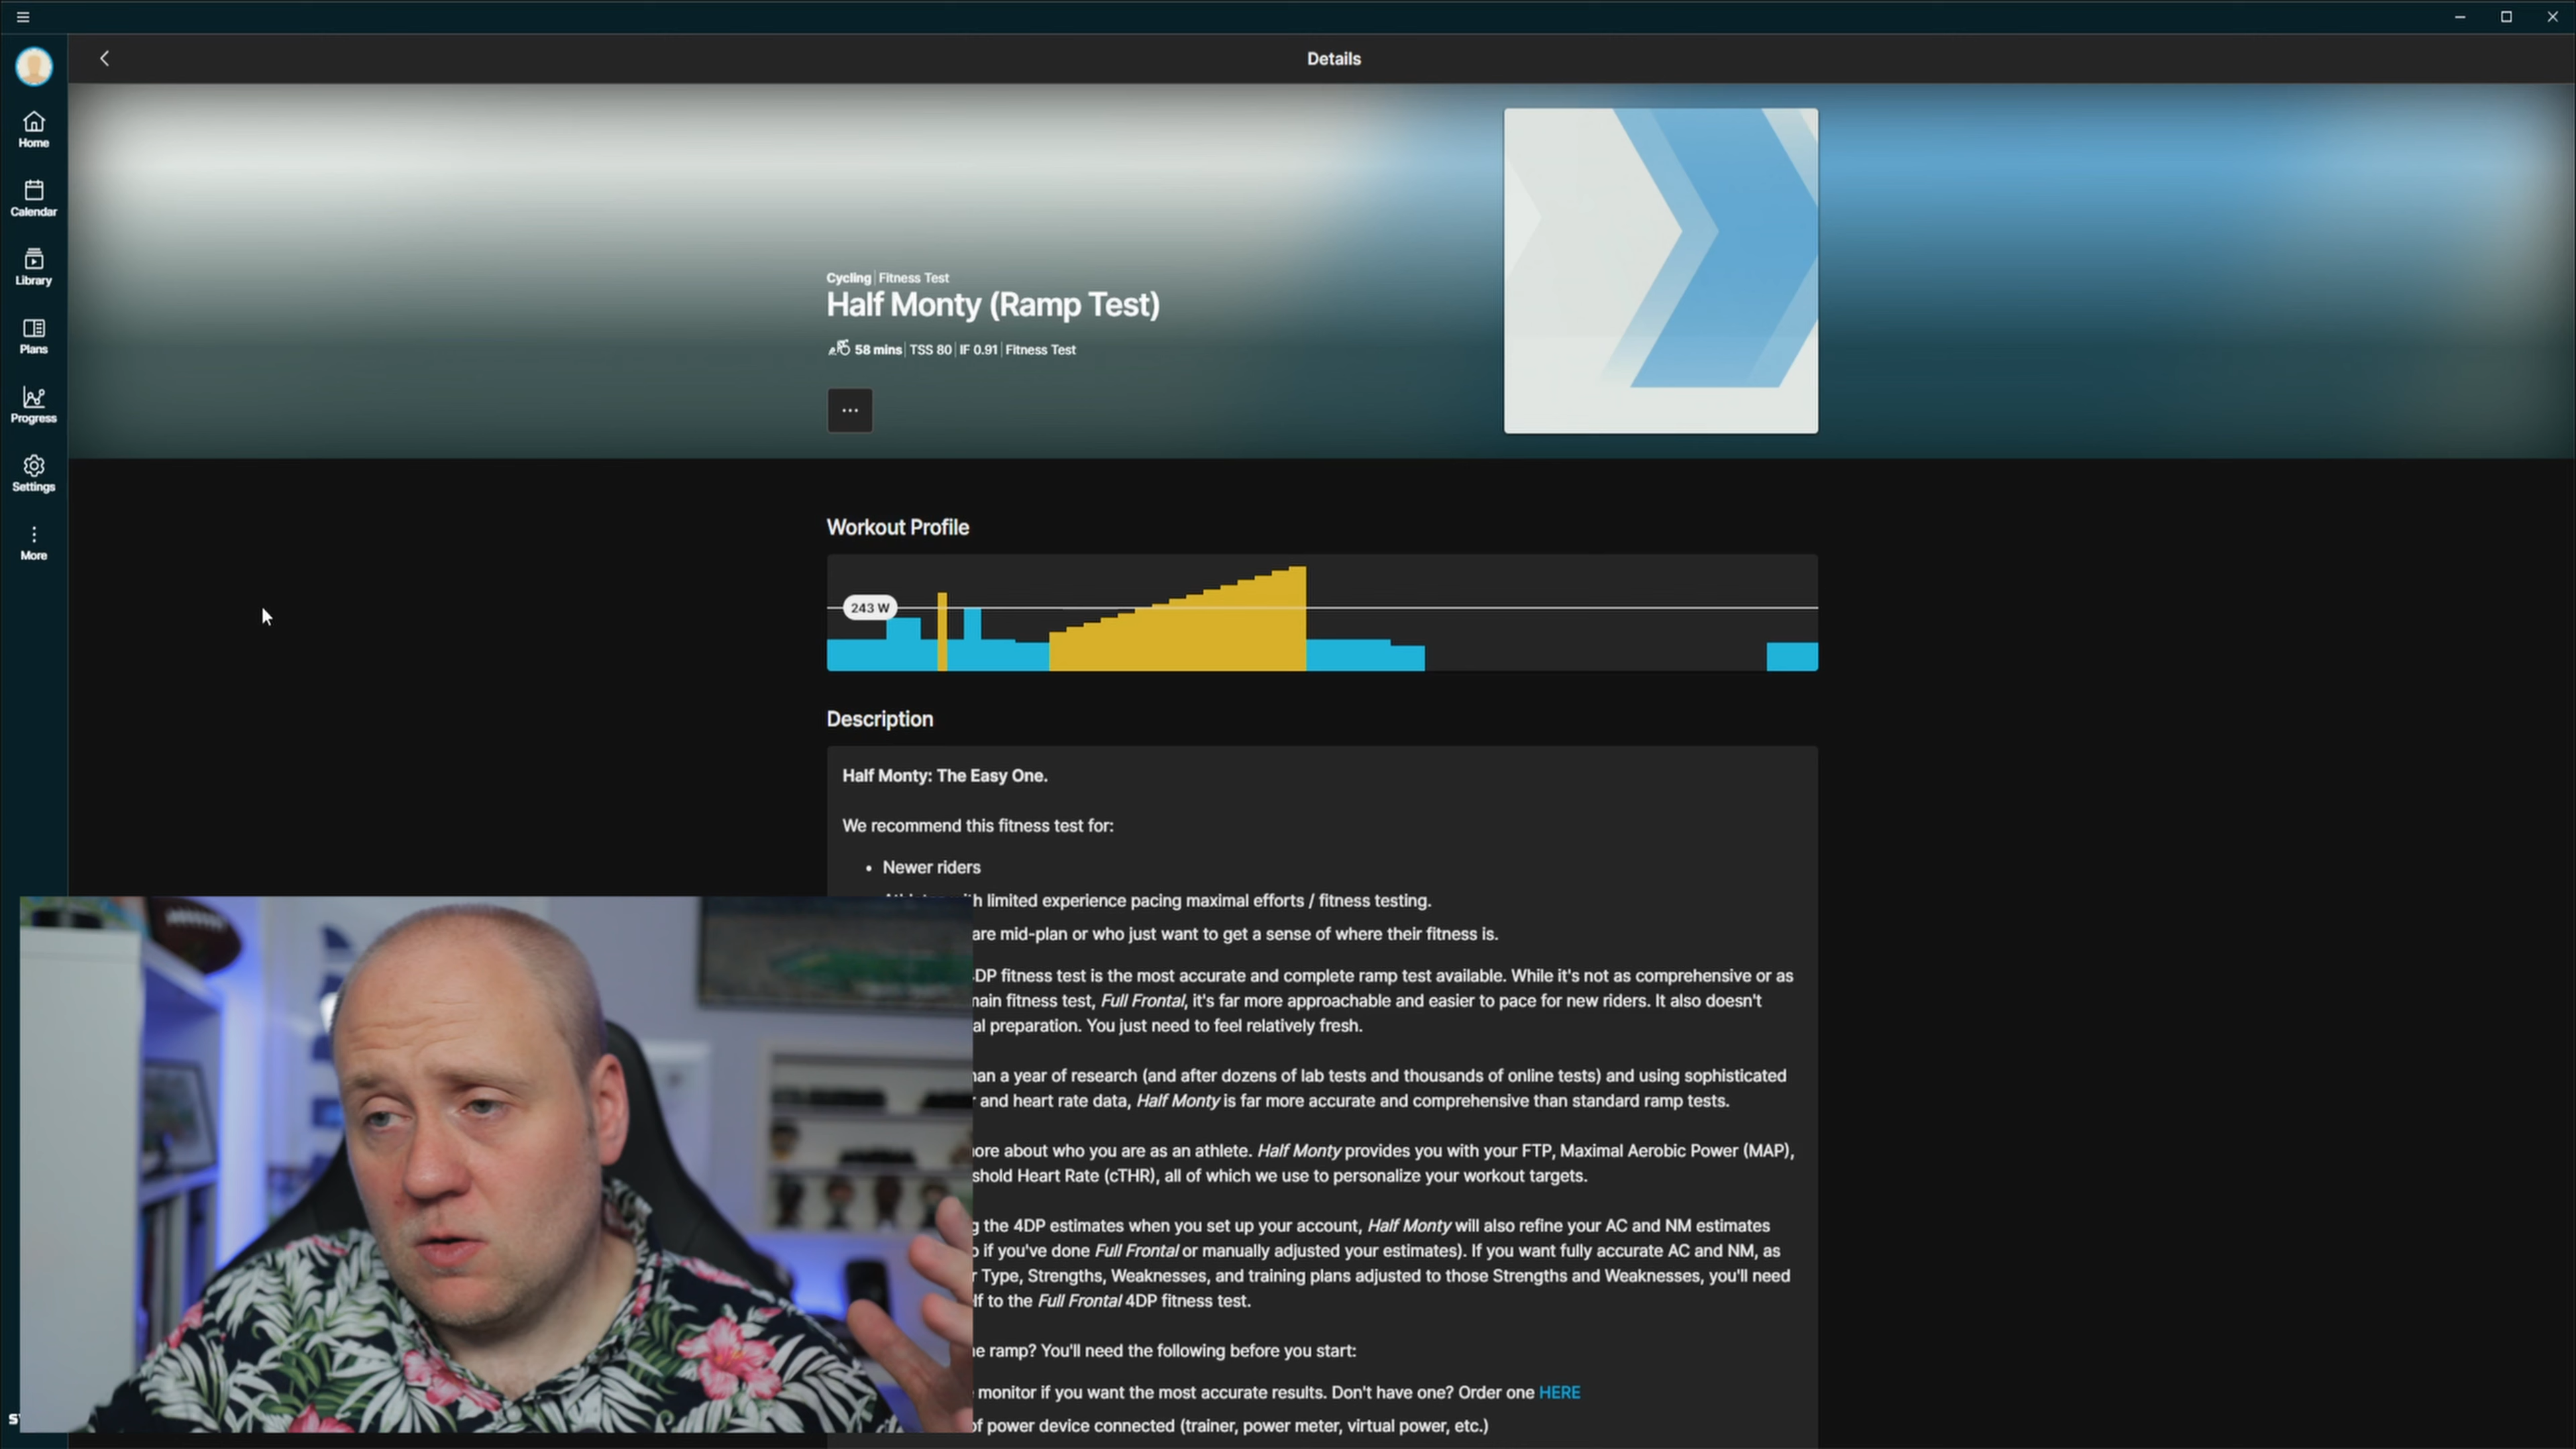 Details
Home
Calendar
Library
Plans
Progress
Settings
More
Cycling | Fitness Test
Half Monty (Ramp Test)
58 mins | TSS 80 | IF 0.91 | Fitness Test
...
Workout Profile
243 W
Description
Half Monty: The Easy One.
We recommend this fitness test for:
• Newer riders
limited experience pacing maximal efforts / fitness testing.
are mid-plan or who just want to get a sense of where their fitness is.
fitness test is the most accurate and complete ramp test available. While it's not as comprehensive or as
fitness test, Full Frontal, it's far more approachable and easier to pace for new riders. It also doesn't
preparation. You just need to feel relatively fresh.
a year of research (and after dozens of lab tests and thousands of online tests) and using sophisticated
and heart rate data, Half Monty is far more accurate and comprehensive than standard ramp tests.
about who you are as an athlete. Half Monty provides you with your FTP, Maximal Aerobic Power (MAP),
Heart Rate (cTHR), all of which we use to personalize your workout targets.
the 4DP estimates when you set up your account, Half Monty will also refine your AC and NM estimates
if you've done Full Frontal or manually adjusted your estimates). If you want fully accurate AC and NM, as
Type, Strengths, Weaknesses, and training plans adjusted to those Strengths and Weaknesses, you'll need
to the Full Frontal 4DP fitness test.
ramp? You'll need the following before you start:
monitor if you want the most accurate results. Don't have one? Order one HERE
of power device connected (trainer, power meter, virtual power, etc.)